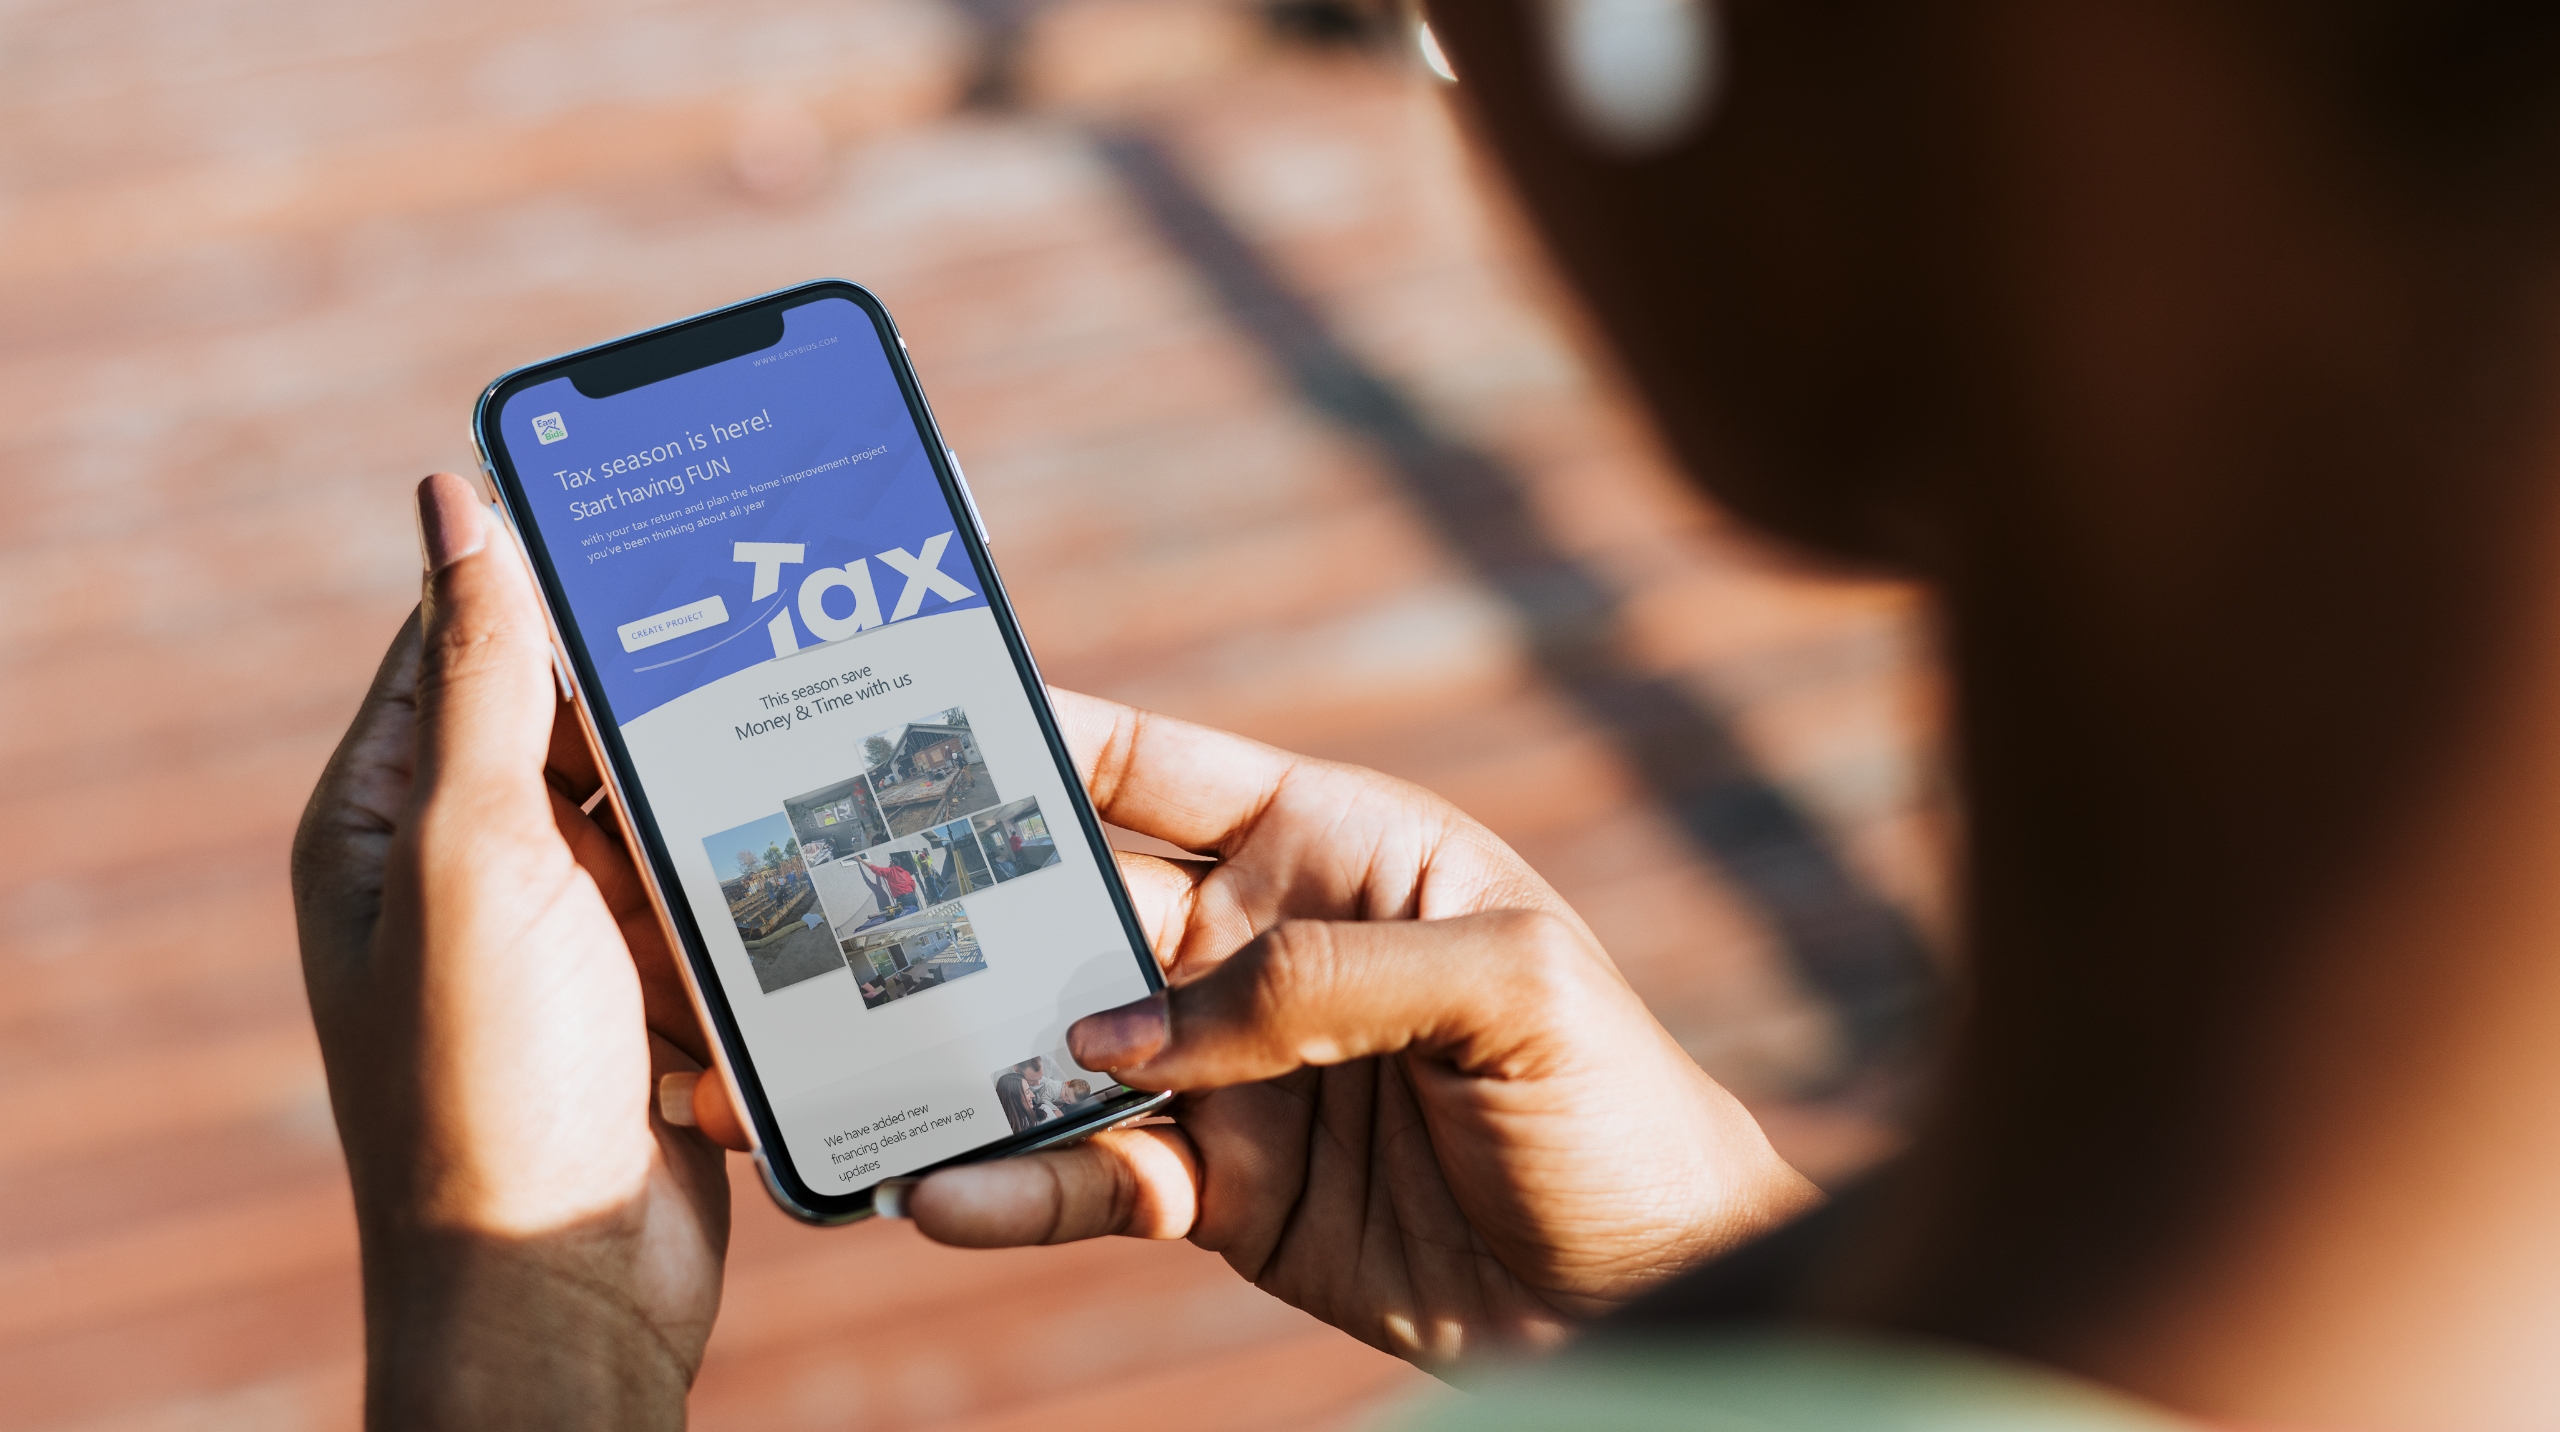 WWW.EASYBIDS.COM
Easy
Bids
Tax season is here!
Start having FUN
with your tax return and plan the home improvement project
you've been thinking about all year
Tax
CREATE PROJECT
This season save
Money & Time with us
We have added new
financing deals and new app
updates